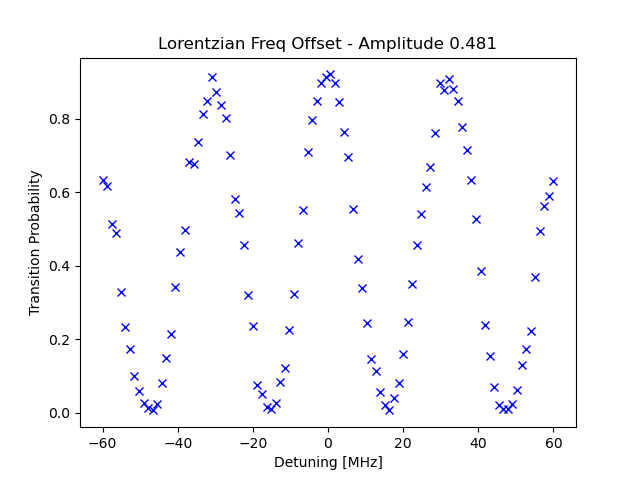 Lorentzian Freq Offset - Amplitude 0.481
Transition Probability
0.8
0.6
0.4
0.2
0.0
−60 −40 −20 0 20 40 60
Detuning [MHz]